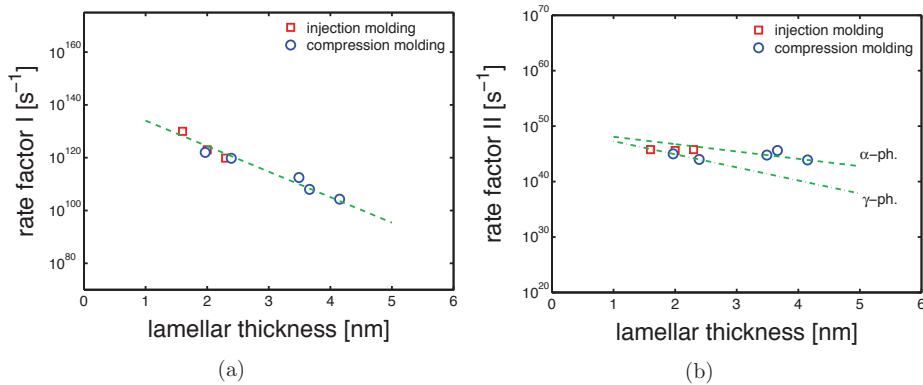 10^160
10^140
10^120
10^100
10^80
rate factor I [s^−1]
injection molding
compression molding
0 1 2 3 4 5 6
lamellar thickness [nm]
(a)
10^70
10^60
10^50
10^40
10^30
10^20
rate factor II [s^−1]
injection molding
compression molding
α−ph.
γ−ph.
0 1 2 3 4 5 6
lamellar thickness [nm]
(b)